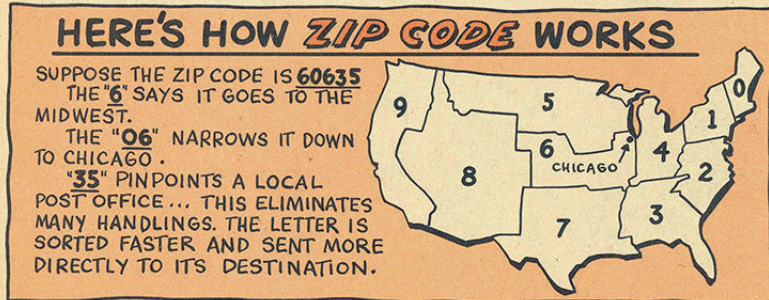 HERE'S HOW ZIP CODE WORKS
SUPPOSE THE ZIP CODE IS 60635
THE "6" SAYS IT GOES TO THE
MIDWEST.
THE "06" NARROWS IT DOWN
TO CHICAGO.
"35" PINPOINTS A LOCAL
POST OFFICE... THIS ELIMINATES
MANY HANDLINGS. THE LETTER IS
SORTED FASTER AND SENT MORE
DIRECTLY TO ITS DESTINATION.
0
9
5
1
6
4
CHICAGO
8
2
3
7